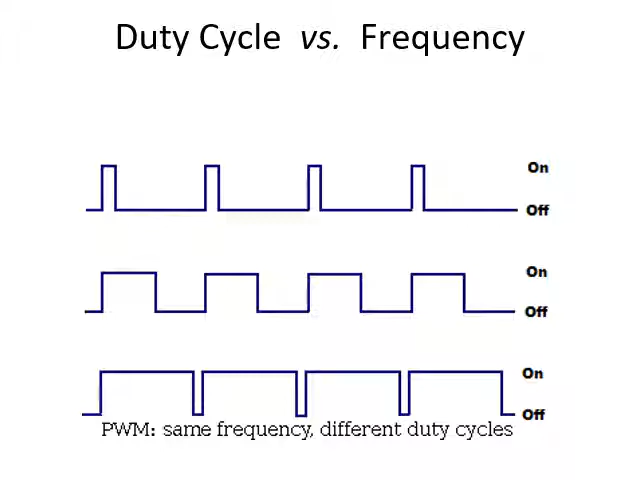 Duty Cycle vs. Frequency
On
Off
On
Off
On
Off
PWM: same frequency, different duty cycles